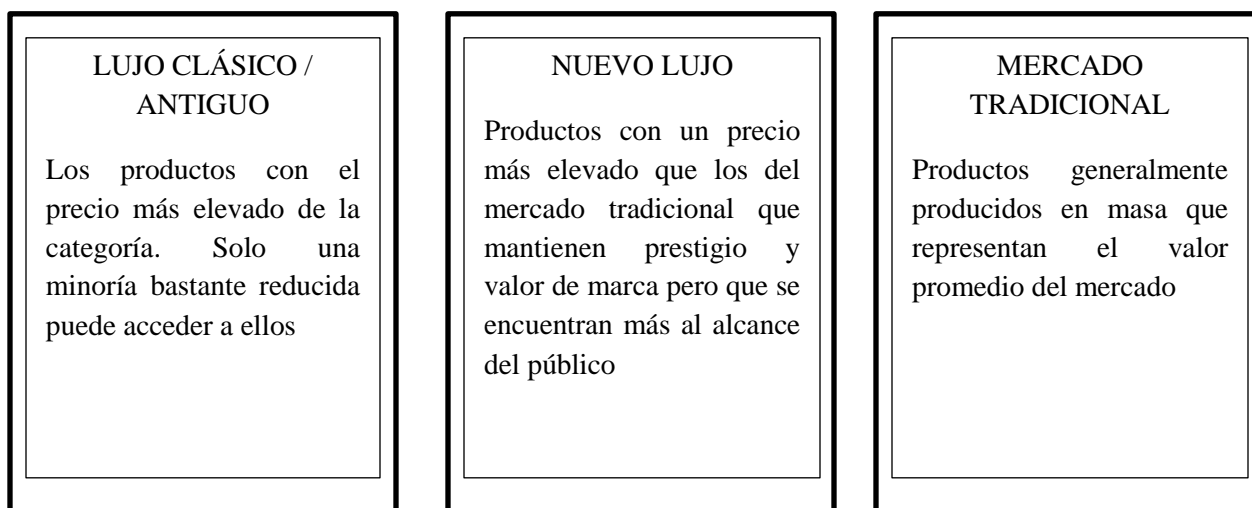 LUJO CLÁSICO /
ANTIGUO
Los productos con el
precio más elevado de la
categoría. Solo una
minoría bastante reducida
puede acceder a ellos
NUEVO LUJO
Productos con un precio
más elevado que los del
mercado tradicional que
mantienen prestigio y
valor de marca pero que se
encuentran más al alcance
del público
MERCADO
TRADICIONAL
Productos generalmente
producidos en masa que
representan el valor
promedio del mercado